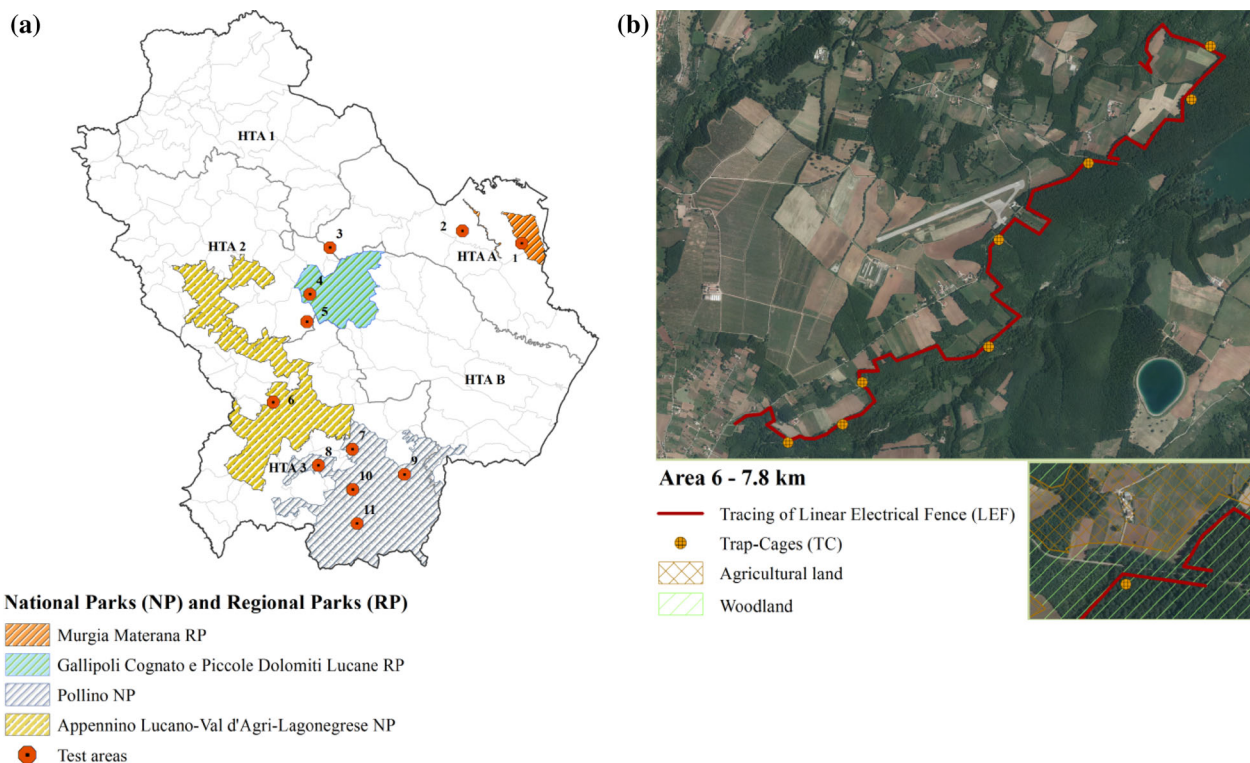 (a)
HTA 1
HTA 2
3
2
HTA A
1
4
5
HTA B
6
7
8
HTA 3
9
10
11
National Parks (NP) and Regional Parks (RP)
Murgia Materana RP
Gallipoli Cognato e Piccole Dolomiti Lucane RP
Pollino NP
Appennino Lucano-Val d'Agri-Lagonegrese NP
Test areas
(b)
Area 6 - 7.8 km
Tracing of Linear Electrical Fence (LEF)
Trap-Cages (TC)
Agricultural land
Woodland